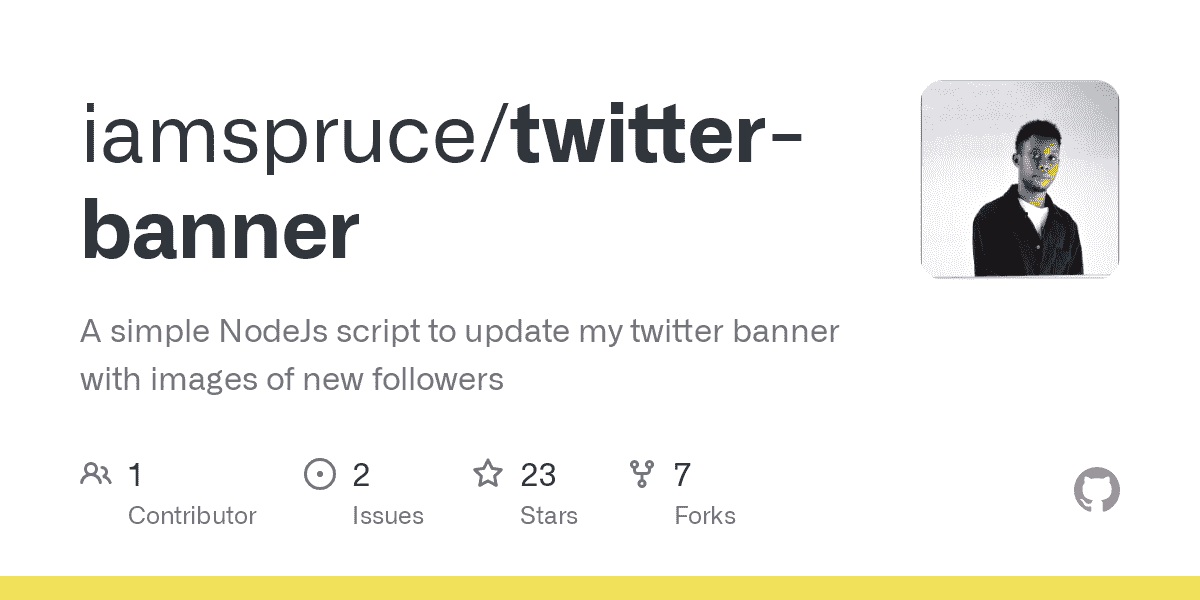 iamspruce/twitter-
banner
A simple NodeJs script to update my twitter banner
with images of new followers
1
Contributor
2
Issues
23
Stars
7
Forks